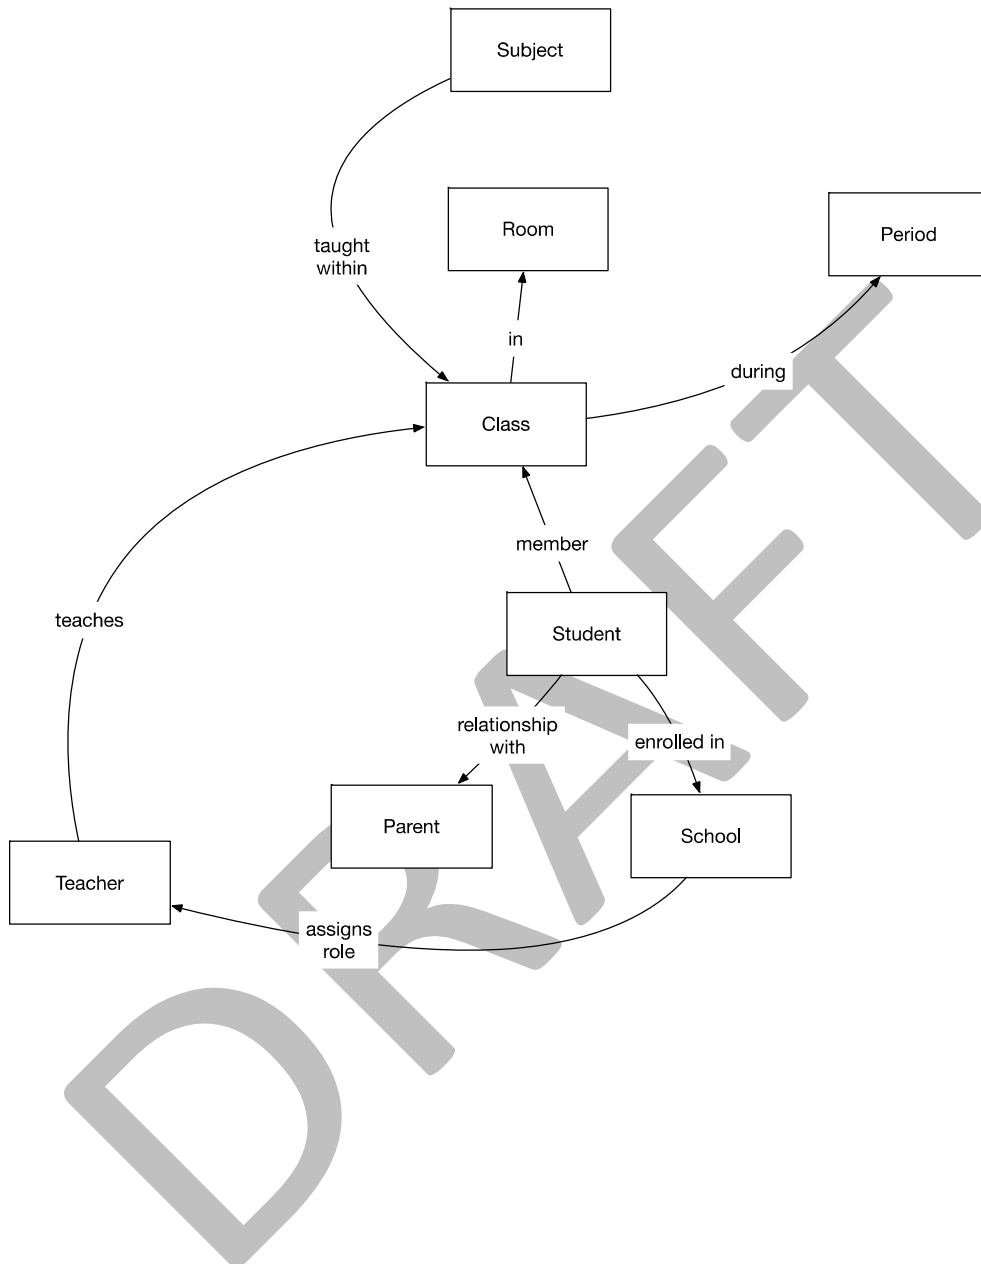 Subject
Room
Period
taught
within
in
during
Class
member
teaches
Student
relationship
with
enrolled in
Parent
School
Teacher
assigns
role
DRAFT